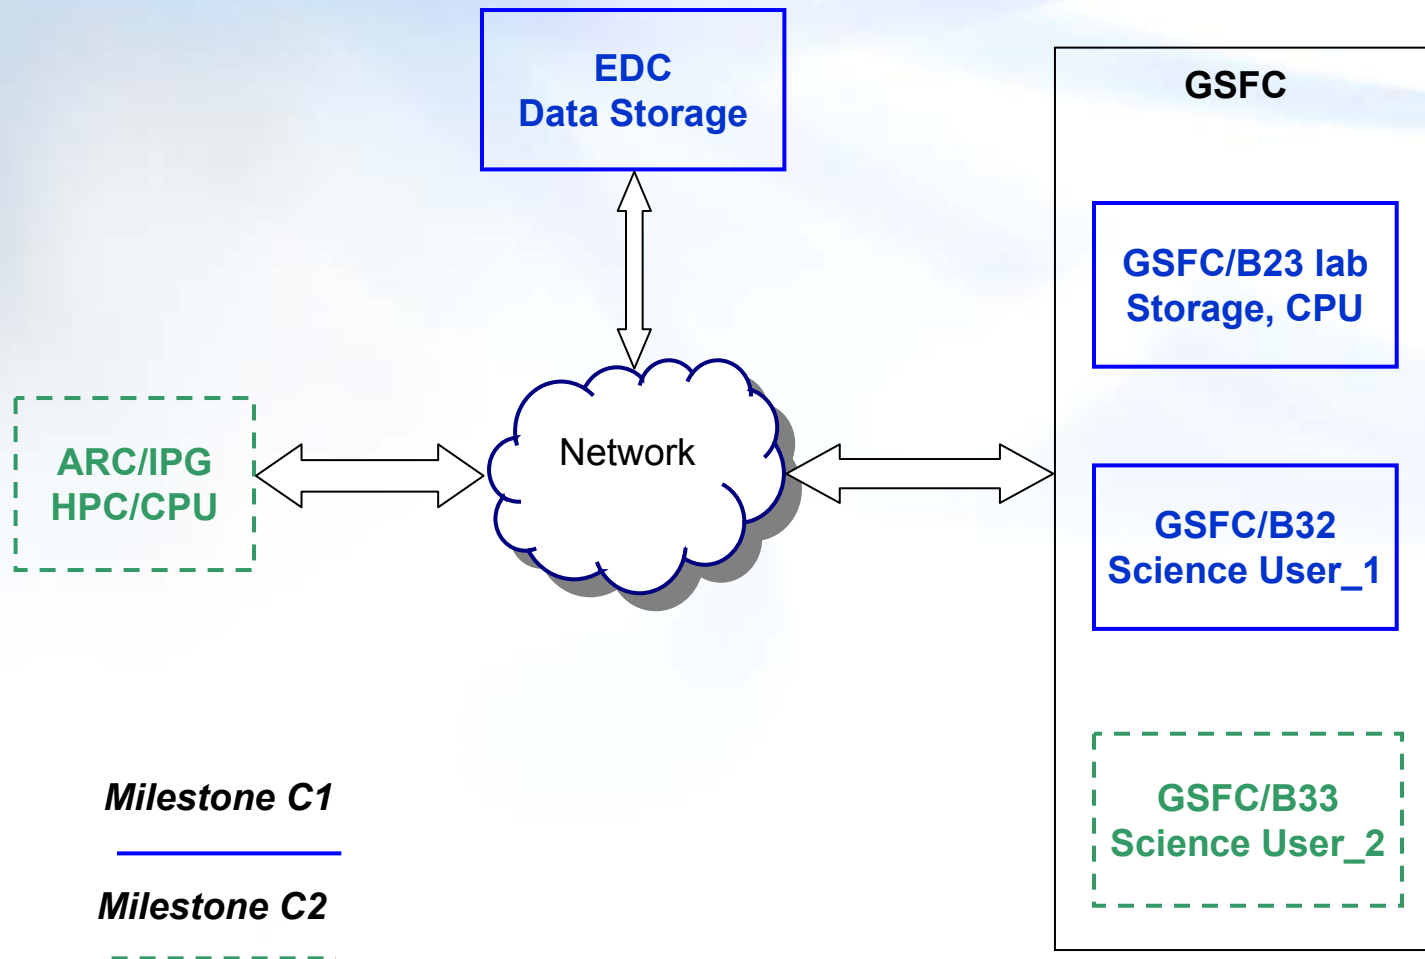 EDC
Data Storage
GSFC
GSFC/B23 lab
Storage, CPU
Network
ARC/IPG
HPC/CPU
GSFC/B32
Science User_1
GSFC/B33
Science User_2
Milestone C1
Milestone C2